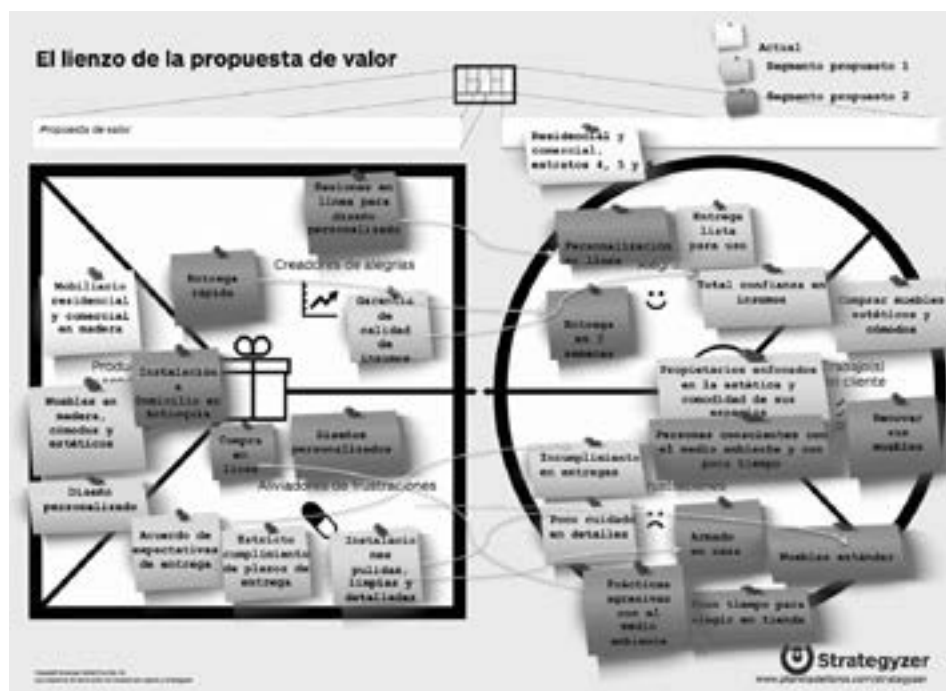 El lienzo de la propuesta de valor
Actual
Segmento propuesto 1
Segmento propuesto 2
Propuesta de valor
Residencial y
comercial,
estratos 4, 5 y
Sesiones en
línea para
diseño
personalizado
Creadores de alegrías
Entrega
rápida
Mobiliario
residencial
y comercial
en madera
Garantía
de
calidad
de
insumos
Instalación
a
Domicilio en
Antioquia
Muebles en
madera,
cómodos y
estéticos
Compra
en
línea
Diseños
personalizados
Aliviadores de frustraciones
Diseño
personalizado
Acuerdo de
expectativas
de entrega
Estricto
cumplimiento
de plazos de
entrega
Instalacio
nes
pulidas,
limpias y
detalladas
Personalización
en línea
Entrega
lista
para uso
Total confianza en
insumos
Comprar muebles
estéticos y
cómodos
Entrega
en
semanas
Propietarios enfocados
en la estética y
comodidad de sus
espacios
Trabajo(s)
cliente
Personas conscientes con
el medio ambiente y con
poco tiempo
Renovar
sus
muebles
Incumplimiento
en entregas
Poco cuidado
en detalles
Armado
en casa
Muebles estándar
Prácticas
agresivas
con el
medio
ambiente
Poco tiempo para
elegir en tienda
Strategyzer